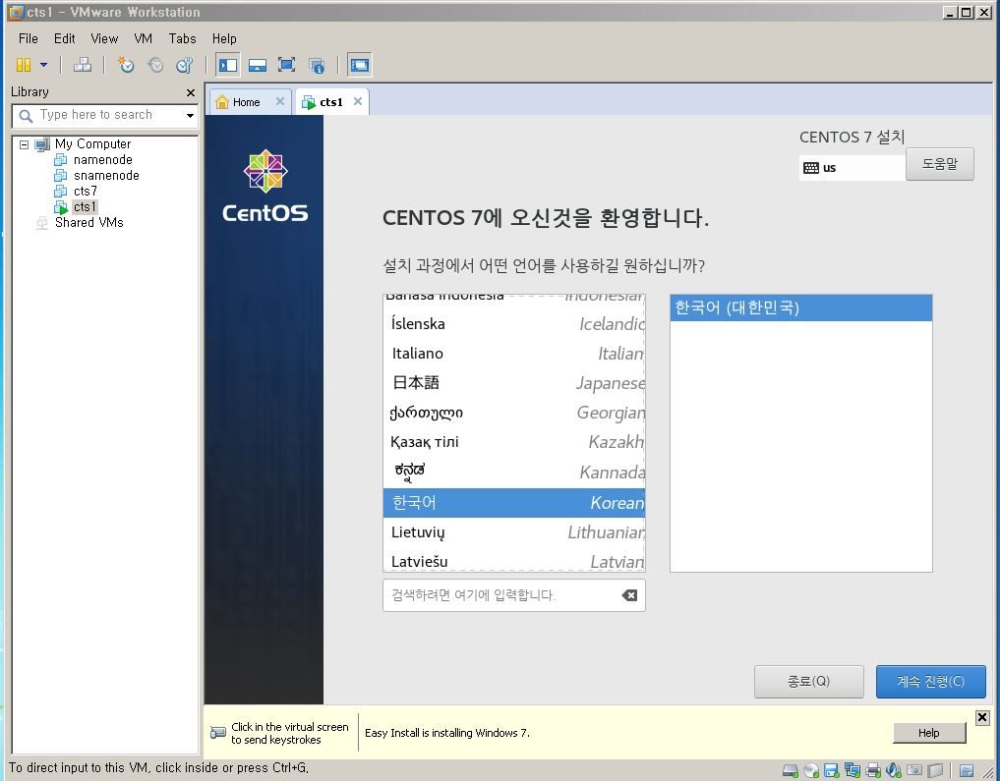 cts1 - VMware Workstation
File Edit View VM Tabs Help
Library
Type here to search
My Computer
namenode
snamenode
cts7
cts1
Shared VMs
Home
cts1
CentOS
CENTOS 7 설치
us
도움말
CENTOS 7에 오신것을 환영합니다.
설치 과정에서 어떤 언어를 사용하길 원하십니까?
Bahasa Indonesia Indonesian
Íslenska Icelandic
Italiano Italian
日本語 Japanese
ქართული Georgian
Қазақ тілі Kazakh
ಕನ್ನಡ Kannada
한국어 Korean
Lietuvių Lithuanian
Latviešu Latvian
한국어 (대한민국)
검색하려면 여기에 입력합니다.
종료(Q)
계속 진행(C)
Click in the virtual screen
to send keystrokes
Easy Install is installing Windows 7.
Help
To direct input to this VM, click inside or press Ctrl+G.